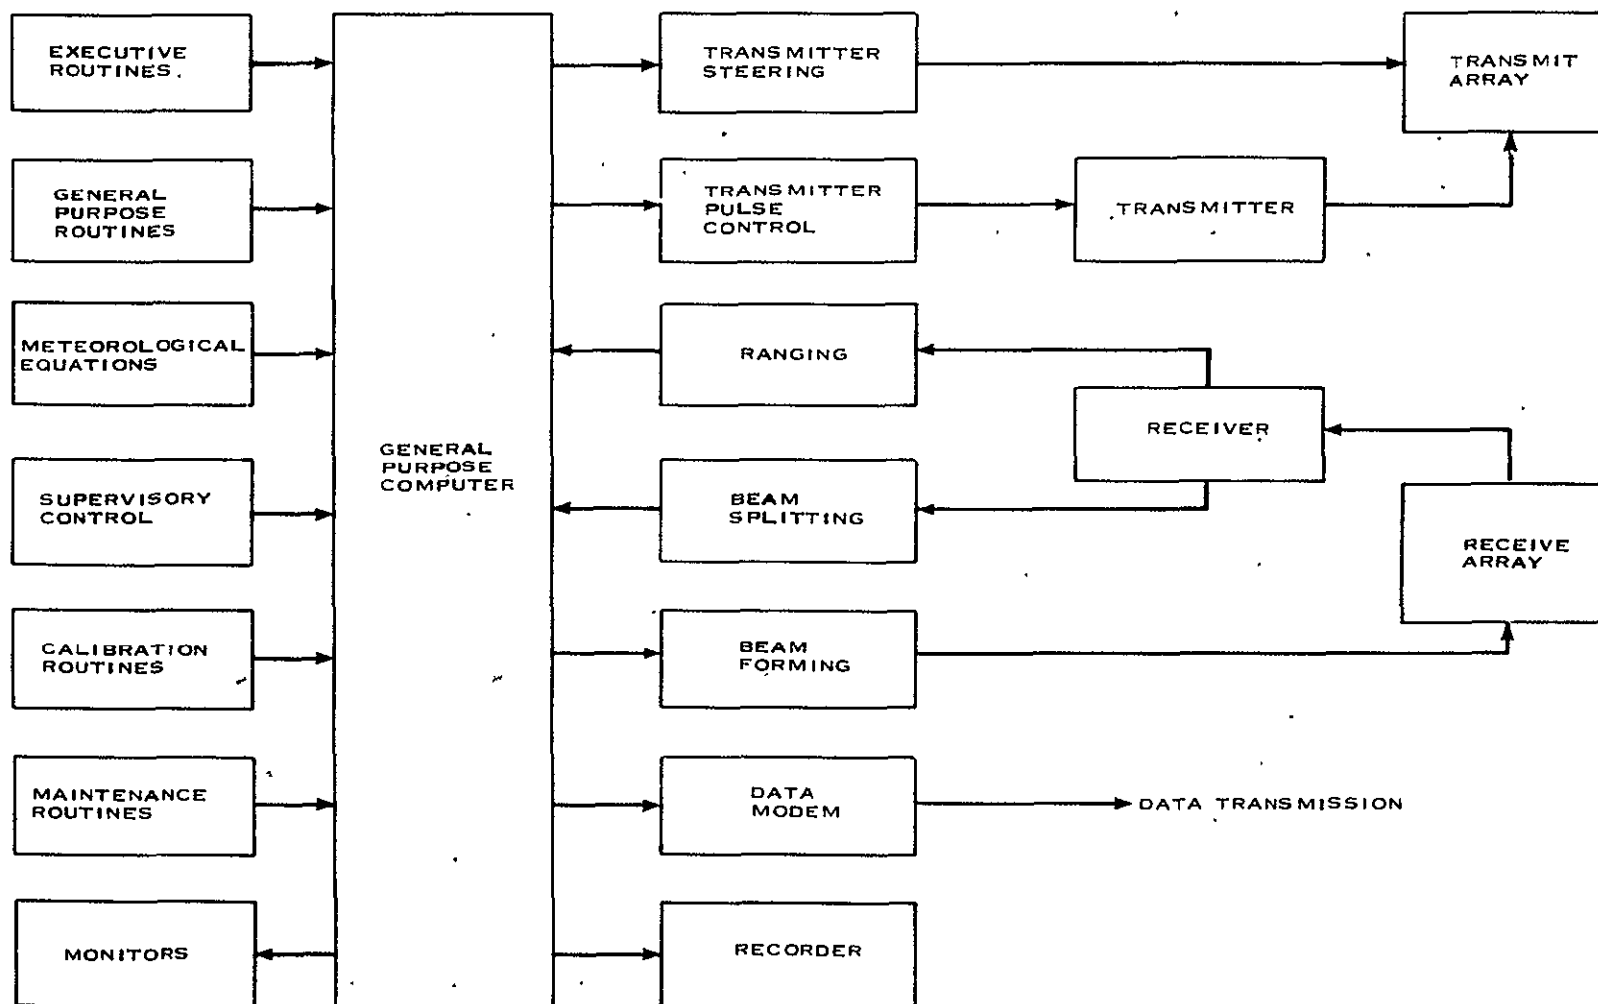 EXECUTIVE
ROUTINES.
GENERAL
PURPOSE
ROUTINES
METEOROLOGICAL
EQUATIONS
SUPERVISORY
CONTROL
CALIBRATION
ROUTINES
MAINTENANCE
ROUTINES
MONITORS
GENERAL
PURPOSE
COMPUTER
TRANSMITTER
STEERING
TRANSMITTER
PULSE
CONTROL
RANGING
BEAM
SPLITTING
BEAM
FORMING
DATA
MODEM
RECORDER
TRANSMITTER
RECEIVER
DATA TRANSMISSION
TRANSMIT
ARRAY
RECEIVE
ARRAY